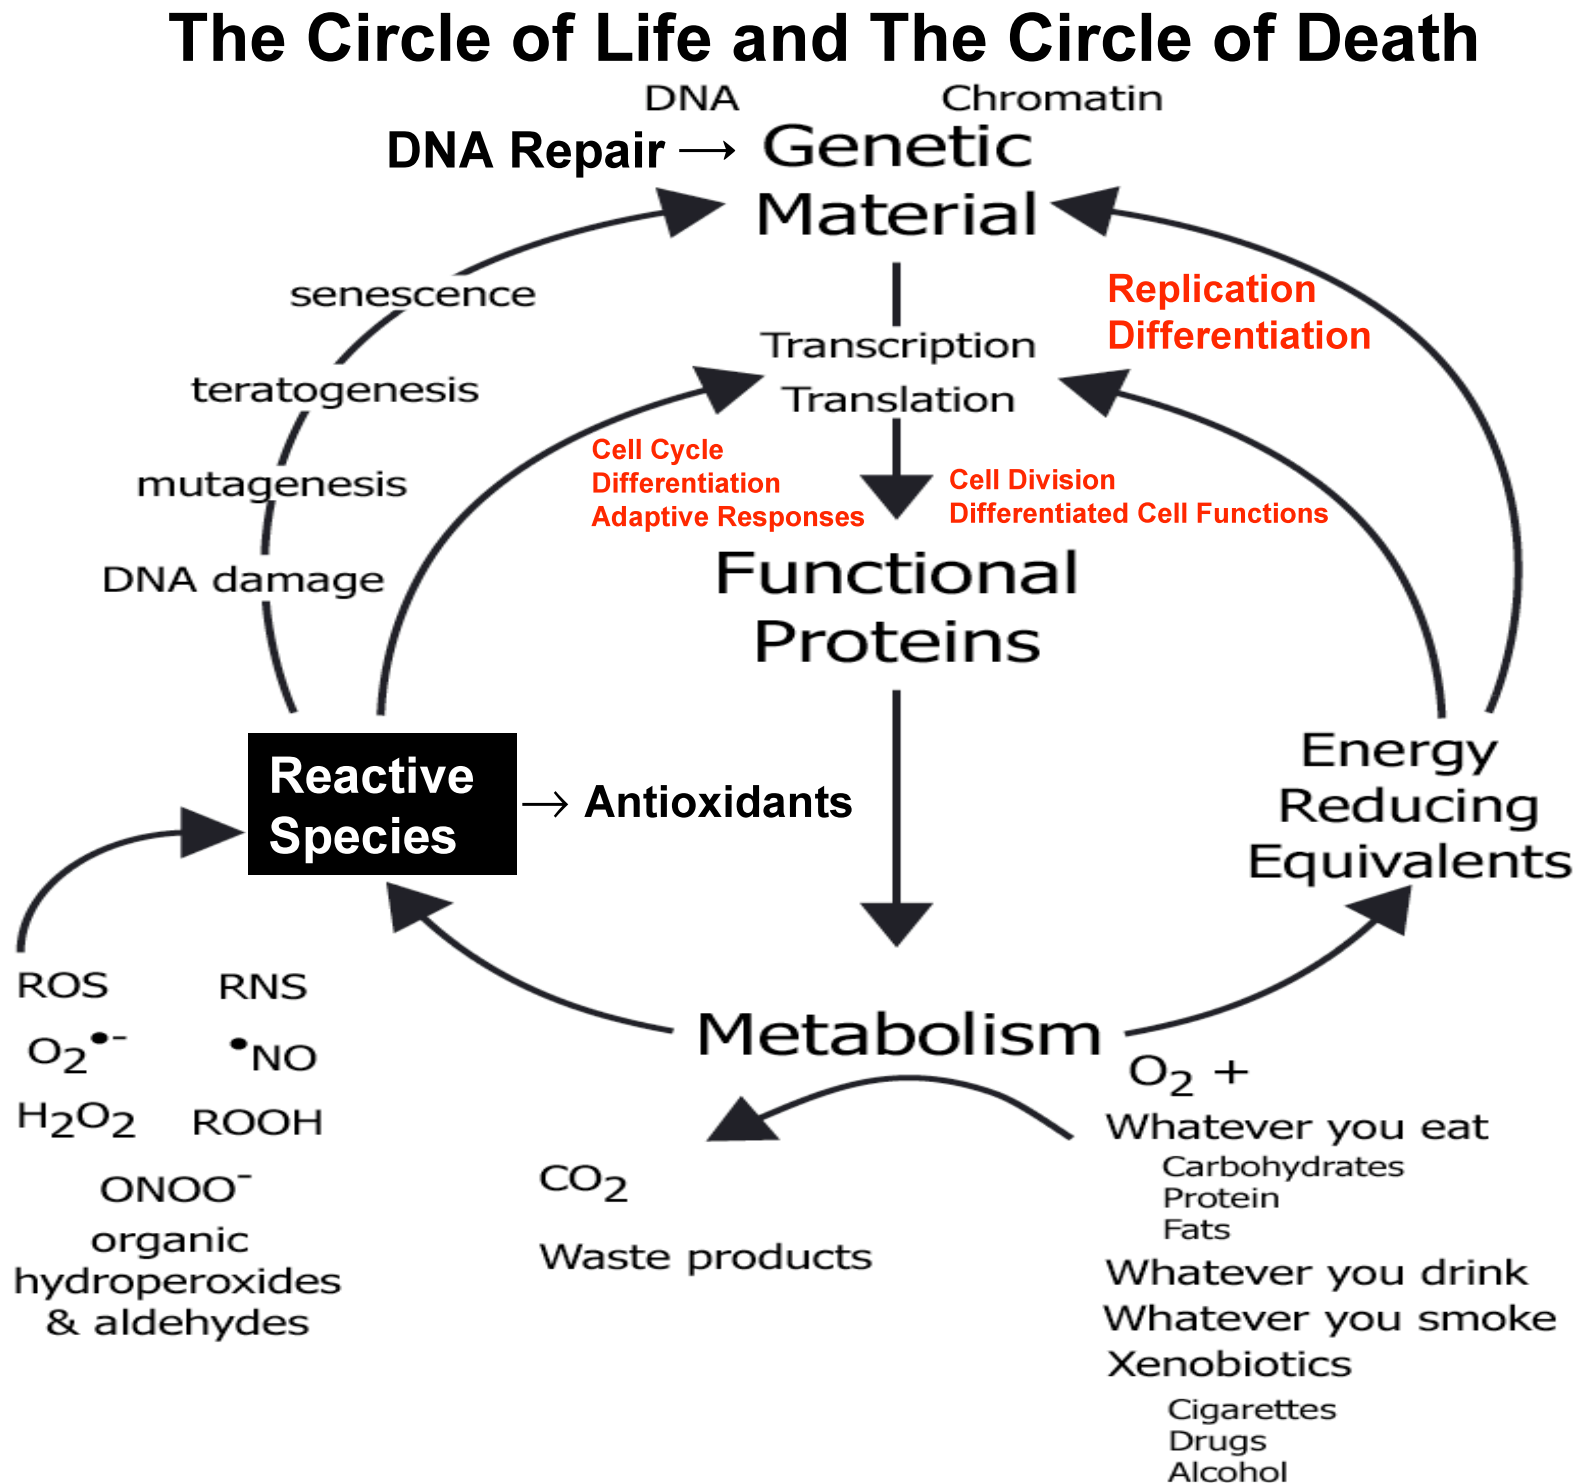 The Circle of Life and The Circle of Death
DNA
Chromatin
DNA Repair →
Genetic
Material
senescence
teratogenesis
mutagenesis
DNA damage
Transcription
Translation
Replication
Differentiation
Cell Cycle
Differentiation
Adaptive Responses
Cell Division
Differentiated Cell Functions
Functional
Proteins
Reactive
Species
→ Antioxidants
Energy
Reducing
Equivalents
Metabolism
ROS
RNS
O₂•-
•NO
H₂O₂
ROOH
ONOO⁻
organic
hydroperoxides
& aldehydes
CO₂
Waste products
O₂ +
Whatever you eat
Carbohydrates
Protein
Fats
Whatever you drink
Whatever you smoke
Xenobiotics
Cigarettes
Drugs
Alcohol